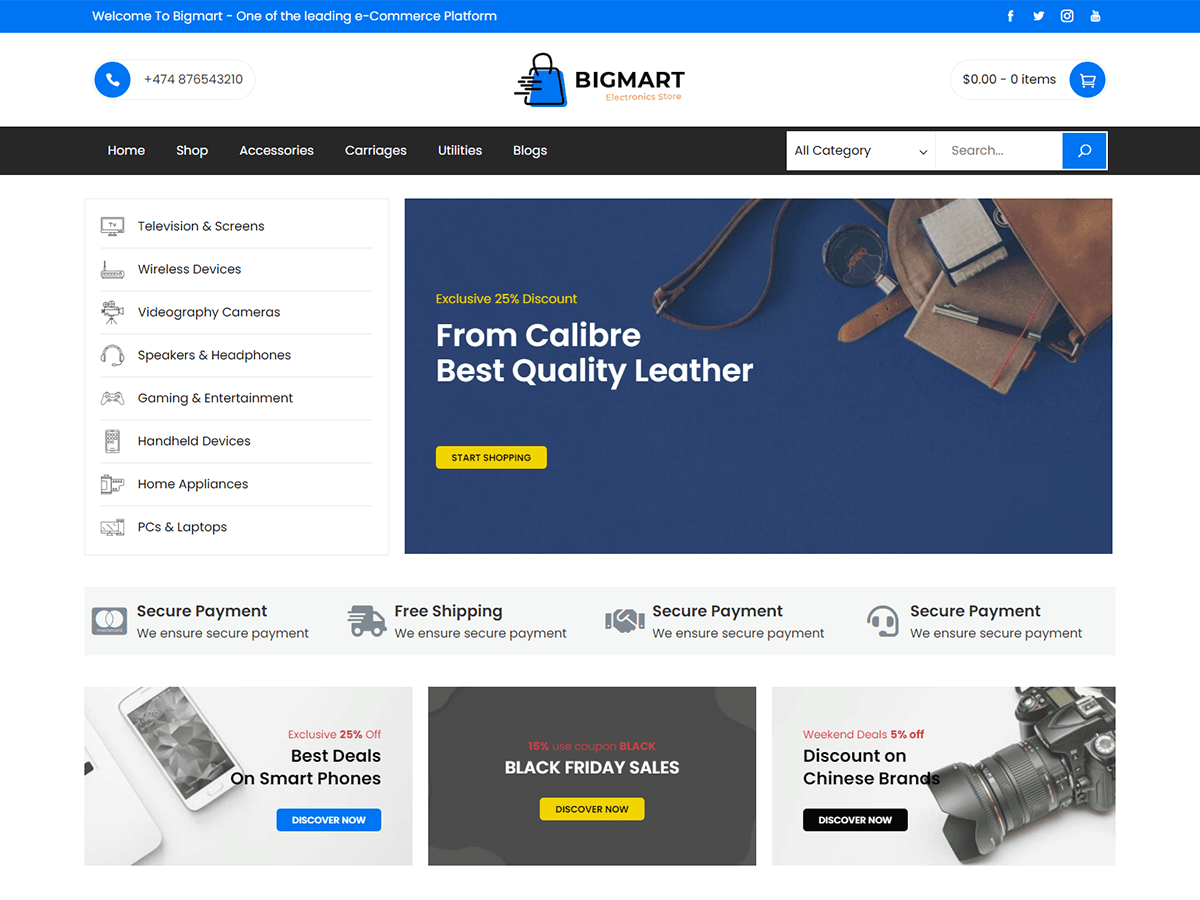 Welcome To Bigmart - One of the leading e-Commerce Platform
+474 876543210
BIGMART
Electronics Store
$0.00 - 0 items
Home Shop Accessories Carriages Utilities Blogs
All Category
Search...
Tv
Television & Screens
Wireless Devices
Videography Cameras
Speakers & Headphones
Gaming & Entertainment
Handheld Devices
Home Appliances
PCs & Laptops
Exclusive 25% Discount
From Calibre
Best Quality Leather
START SHOPPING
Secure Payment
We ensure secure payment
Free Shipping
We ensure secure payment
Secure Payment
We ensure secure payment
Secure Payment
We ensure secure payment
Exclusive 25% Off
Best Deals
On Smart Phones
DISCOVER NOW
15% use coupon BLACK
BLACK FRIDAY SALES
DISCOVER NOW
Weekend Deals 5% off
Discount on
Chinese Brands
DISCOVER NOW